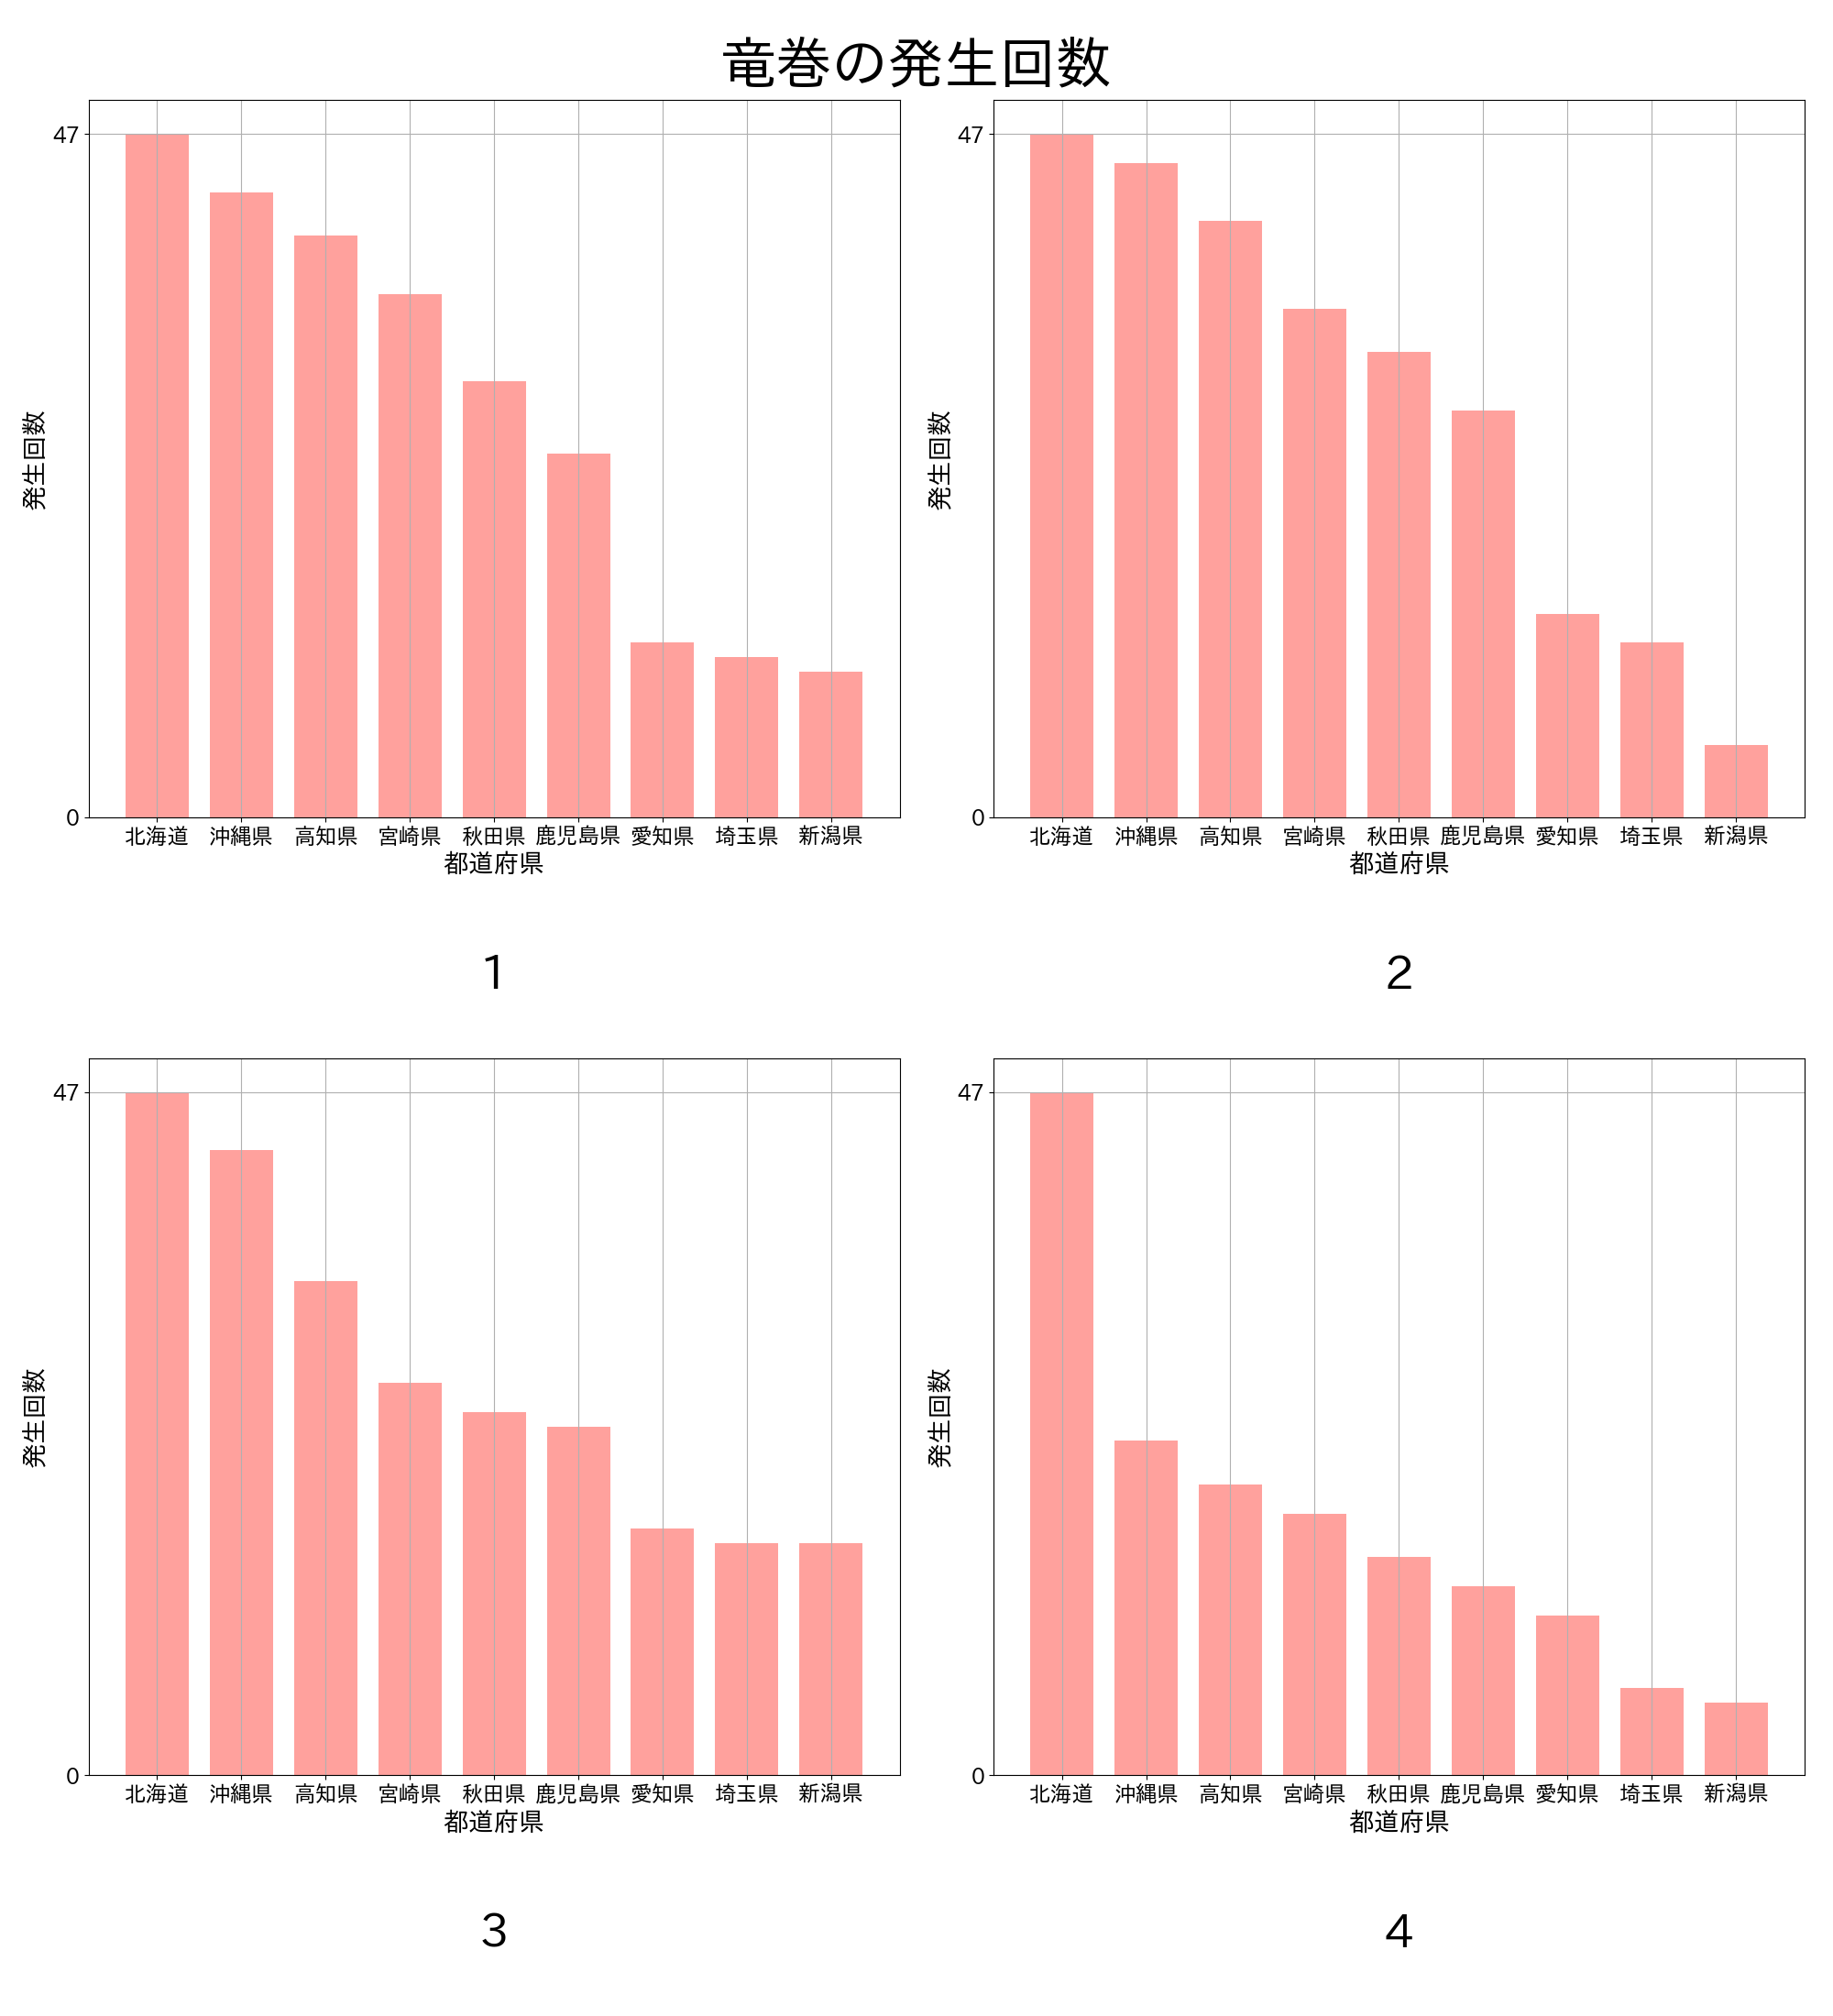 竜巻の発生回数
47
0
発生回数
北海道 沖縄県 高知県 宮崎県 秋田県 鹿児島県 愛知県 埼玉県 新潟県
都道府県
1
47
0
発生回数
北海道 沖縄県 高知県 宮崎県 秋田県 鹿児島県 愛知県 埼玉県 新潟県
都道府県
2
47
0
発生回数
北海道 沖縄県 高知県 宮崎県 秋田県 鹿児島県 愛知県 埼玉県 新潟県
都道府県
3
47
0
発生回数
北海道 沖縄県 高知県 宮崎県 秋田県 鹿児島県 愛知県 埼玉県 新潟県
都道府県
4